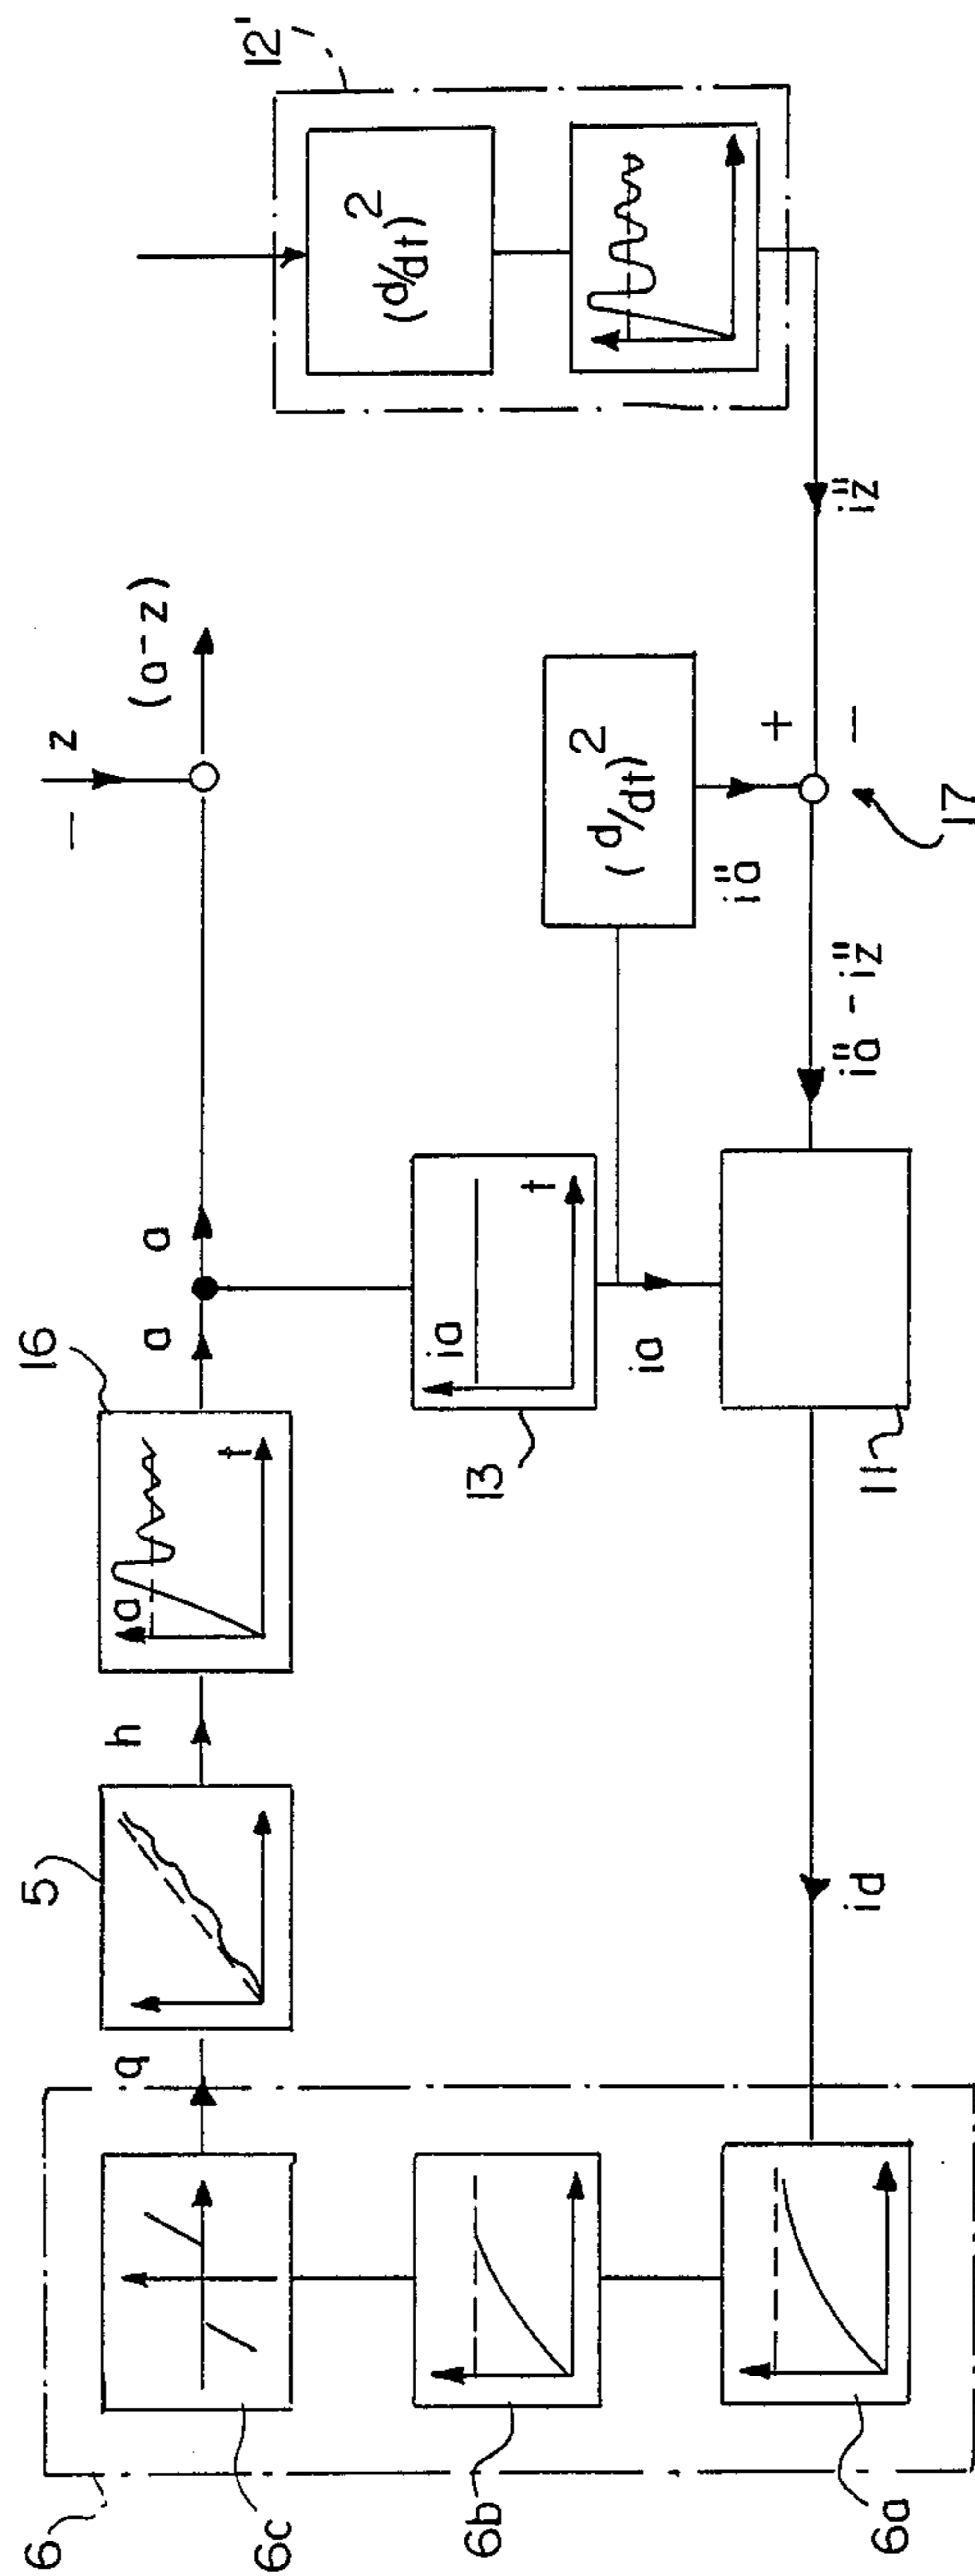 6
6c
6b
6a
q
5
h
16
a
t
a
a
− z
(a-z)
13
ia
t
ia
11
id
(d/dt)²
ïa
+
−
17
ïa - ïz
ïz
12'
(d/dt)²